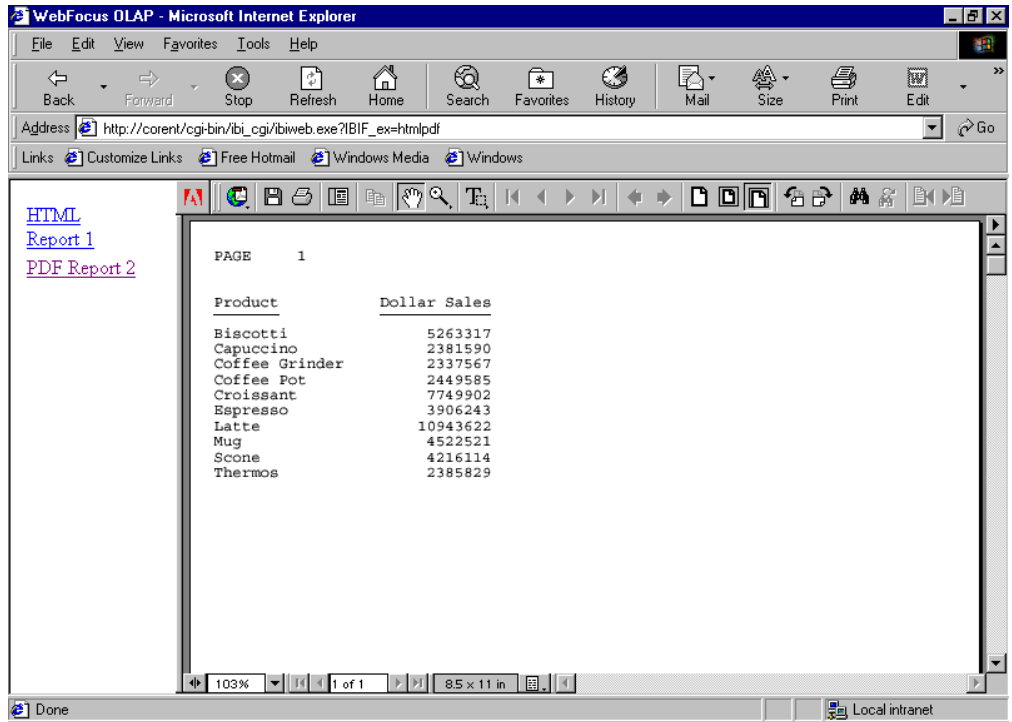 WebFocus OLAP - Microsoft Internet Explorer
File Edit View Favorites Tools Help
Back Forward Stop Refresh Home Search Favorites History Mail Size Print Edit
Address http://corent/cgi-bin/ibi_cgi/ibiweb.exe?IBIF_ex=htmlpdf Go
Links Customize Links Free Hotmail Windows Media Windows
HTML
Report 1
PDF Report 2
PAGE 1
Product Dollar Sales
Biscotti 5263317
Capuccino 2381590
Coffee Grinder 2337567
Coffee Pot 2449585
Croissant 7749902
Espresso 3906243
Latte 10943622
Mug 4522521
Scone 4216114
Thermos 2385829
103% 1 of 1 8.5 x 11 in
Done Local intranet